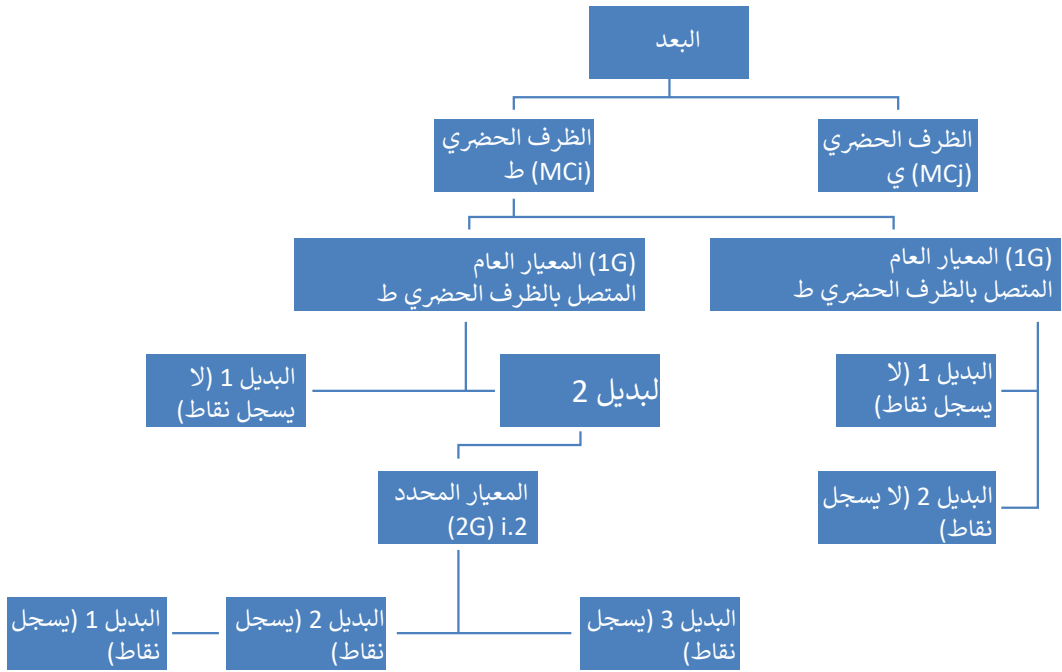 البعد
الظرف الحضري
(MCj) ي
الظرف الحضري
(MCi) ط
(1G) المعيار العام
المتصل بالظرف الحضري ط
(1G) المعيار العام
المتصل بالظرف الحضري ط
البديل 1 (لا
يسجل نقاط)
لبديل 2
البديل 1 (لا
يسجل نقاط)
البديل 2 (لا يسجل
نقاط)
المعيار المحدد
(2G) i.2
البديل 3 (يسجل
نقاط)
البديل 2 (يسجل
نقاط)
البديل 1 (يسجل
نقاط)